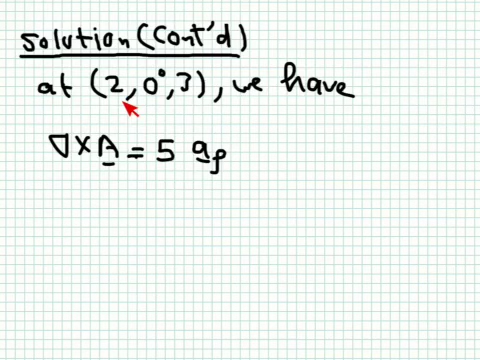 Solution (Cont'd)
at (2, 0°, 3), we have
∇ × A = 5 aρ